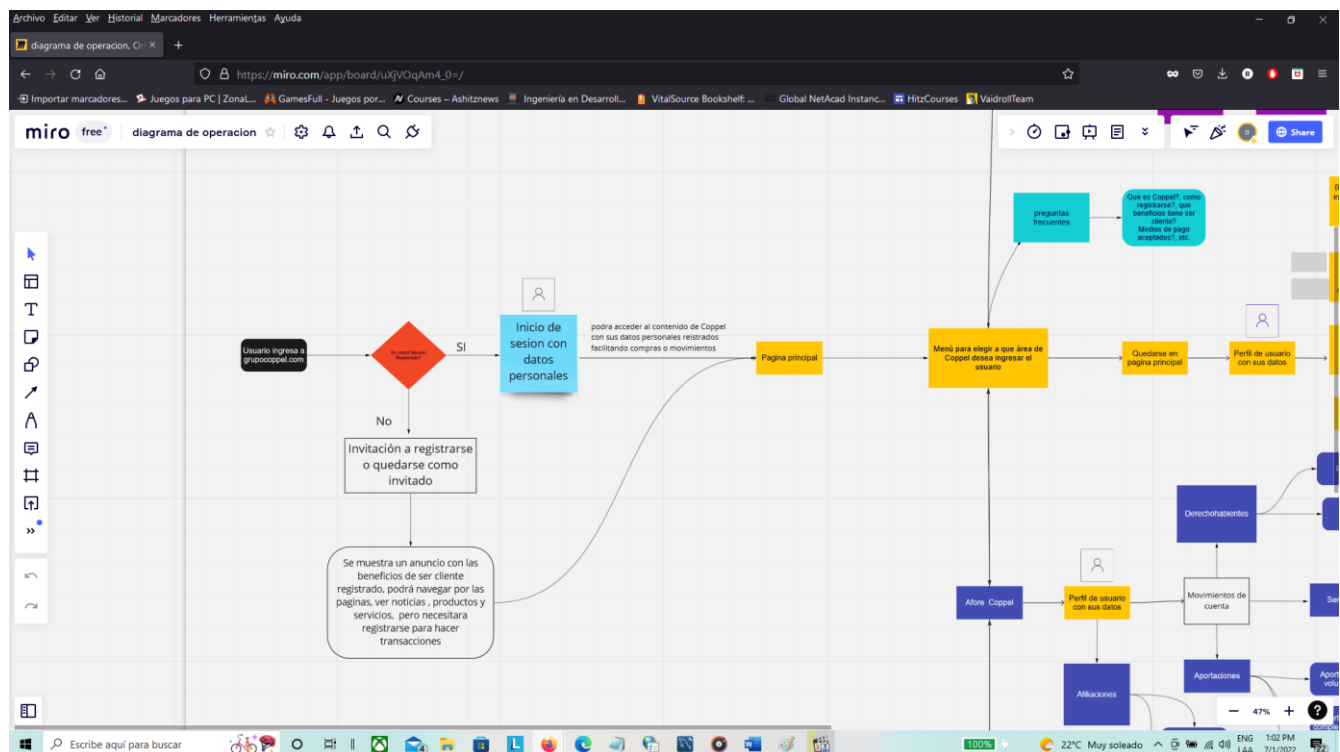 Archivo Editar Ver Historial Marcadores Herramientas Ayuda
diagrama de operacion, On
https://miro.com/app/board/uXjVOqAm4_0=/
Importar marcadores...
Juegos para PC | ZonaL...
GamesFull - Juegos por...
Courses – Ashitznews
Ingeniería en Desarroll...
VitalSource Bookshelf: ...
Global NetAcad Instanc...
HitzCourses
VaidrollTeam
miro free
diagrama de operacion
Share
preguntas
frecuentes
Que es Coppel?, como
registrarse?, que
beneficios tiene ser
cliente?
Medios de pago
aceptados?, etc.
Usuario ingresa a
grupocoppel.com
Es usted Usuario
Registrado?
SI
Inicio de
sesion con
datos
personales
podra acceder al contenido de Coppel
con sus datos personales reistrados
facilitando compras o movimientos
Pagina principal
Menú para elegir a que área de
Coppel desea ingresar el
usuario
Quedarse en
pagina principal
Perfil de usuario
con sus datos
No
Invitación a registrarse
o quedarse como
invitado
Se muestra un anuncio con las
beneficios de ser cliente
registrado, podrá navegar por las
paginas, ver noticias , productos y
servicios, pero necesitara
registrarse para hacer
transacciones
Derechohabientes
Afore Coppel
Perfil de usuario
con sus datos
Movimientos de
cuenta
Afiliaciones
Aportaciones
47%
Escribe aquí para buscar
100%
22°C Muy soleado
ENG
LAA
1:02 PM